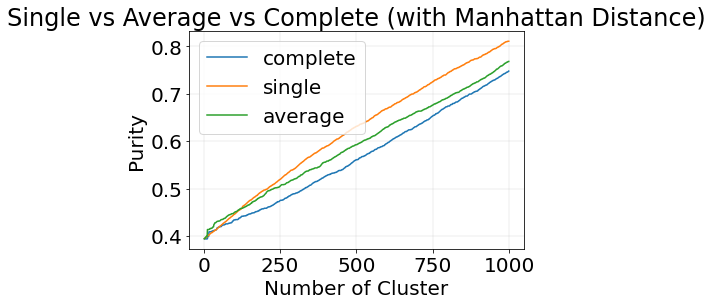 Single vs Average vs Complete (with Manhattan Distance)
complete
single
average
Purity
0.8
0.7
0.6
0.5
0.4
0 250 500 750 1000
Number of Cluster